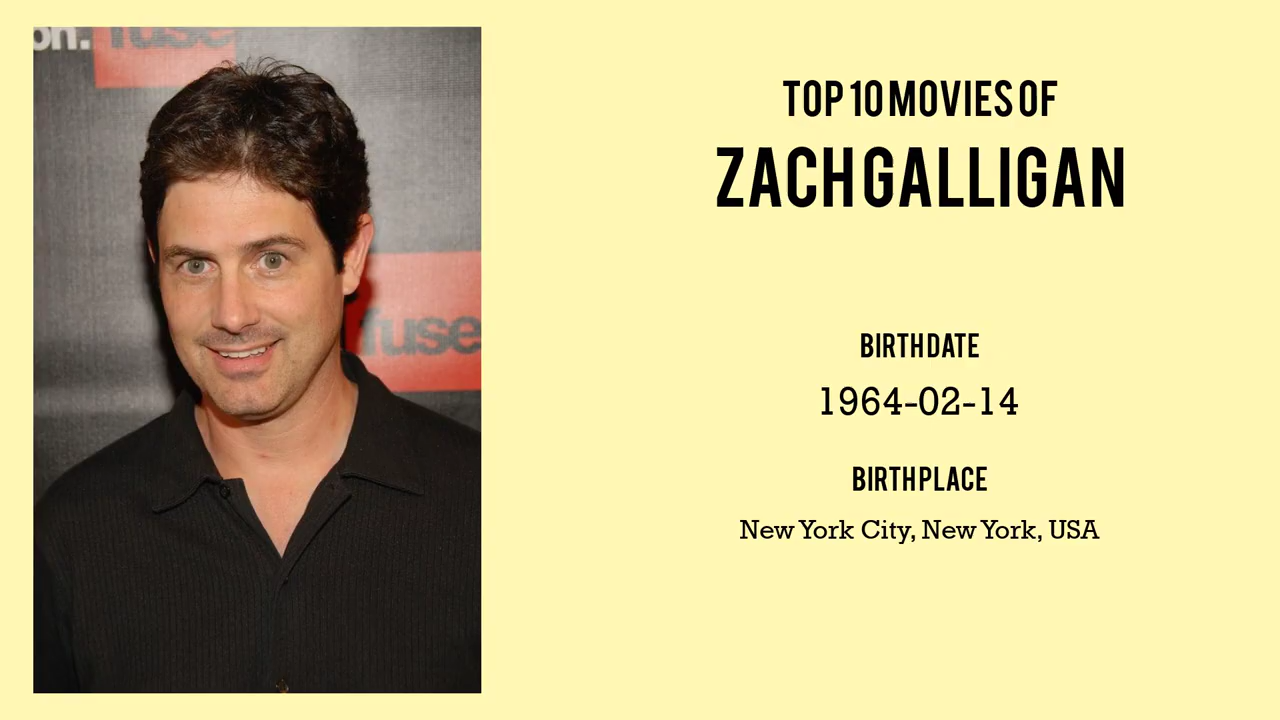 on. fuse
fuse
TOP 10 MOVIES OF
ZACH GALLIGAN
BIRTHDATE
1964-02-14
BIRTHPLACE
New York City, New York, USA